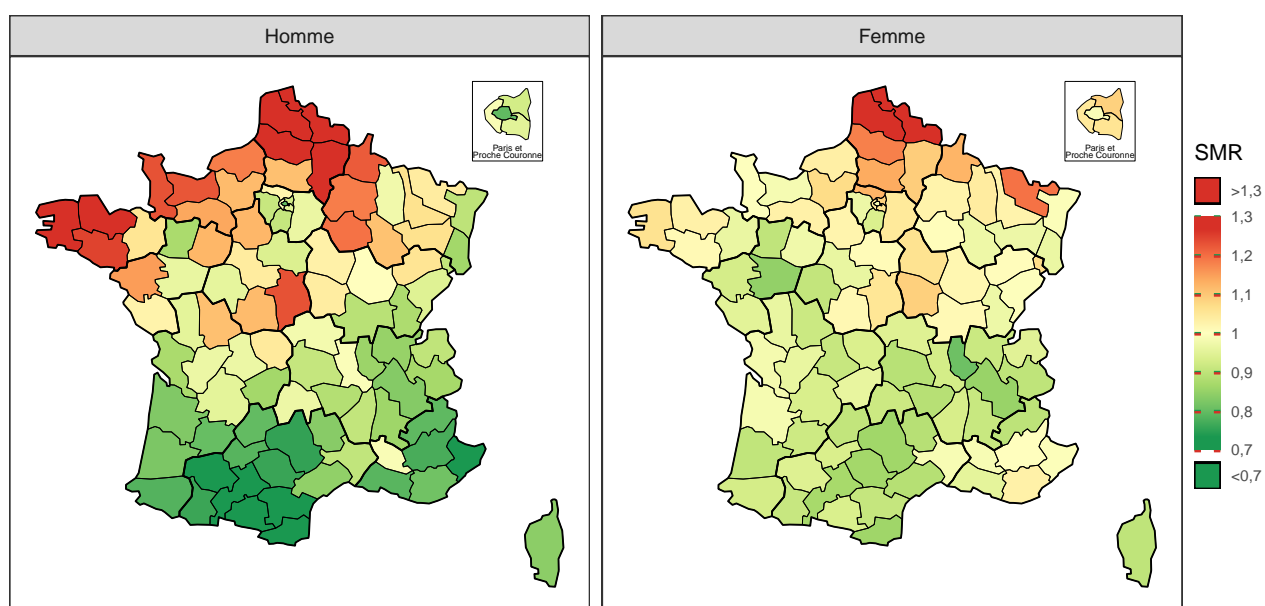 Homme
Femme
Paris et
Proche Couronne
Paris et
Proche Couronne
SMR
>1,3
1,3
1,2
1,1
1
0,9
0,8
0,7
<0,7